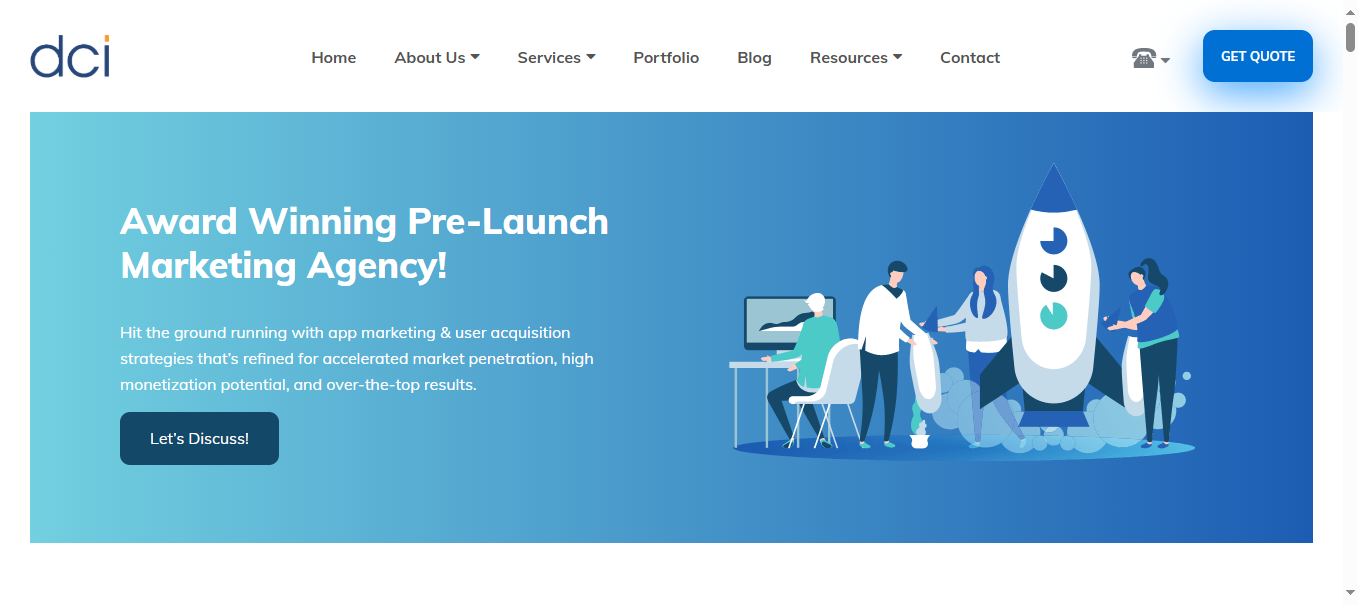 dci
Home About Us Services Portfolio Blog Resources Contact GET QUOTE
Award Winning Pre-Launch
Marketing Agency!
Hit the ground running with app marketing & user acquisition
strategies that's refined for accelerated market penetration, high
monetization potential, and over-the-top results.
Let's Discuss!